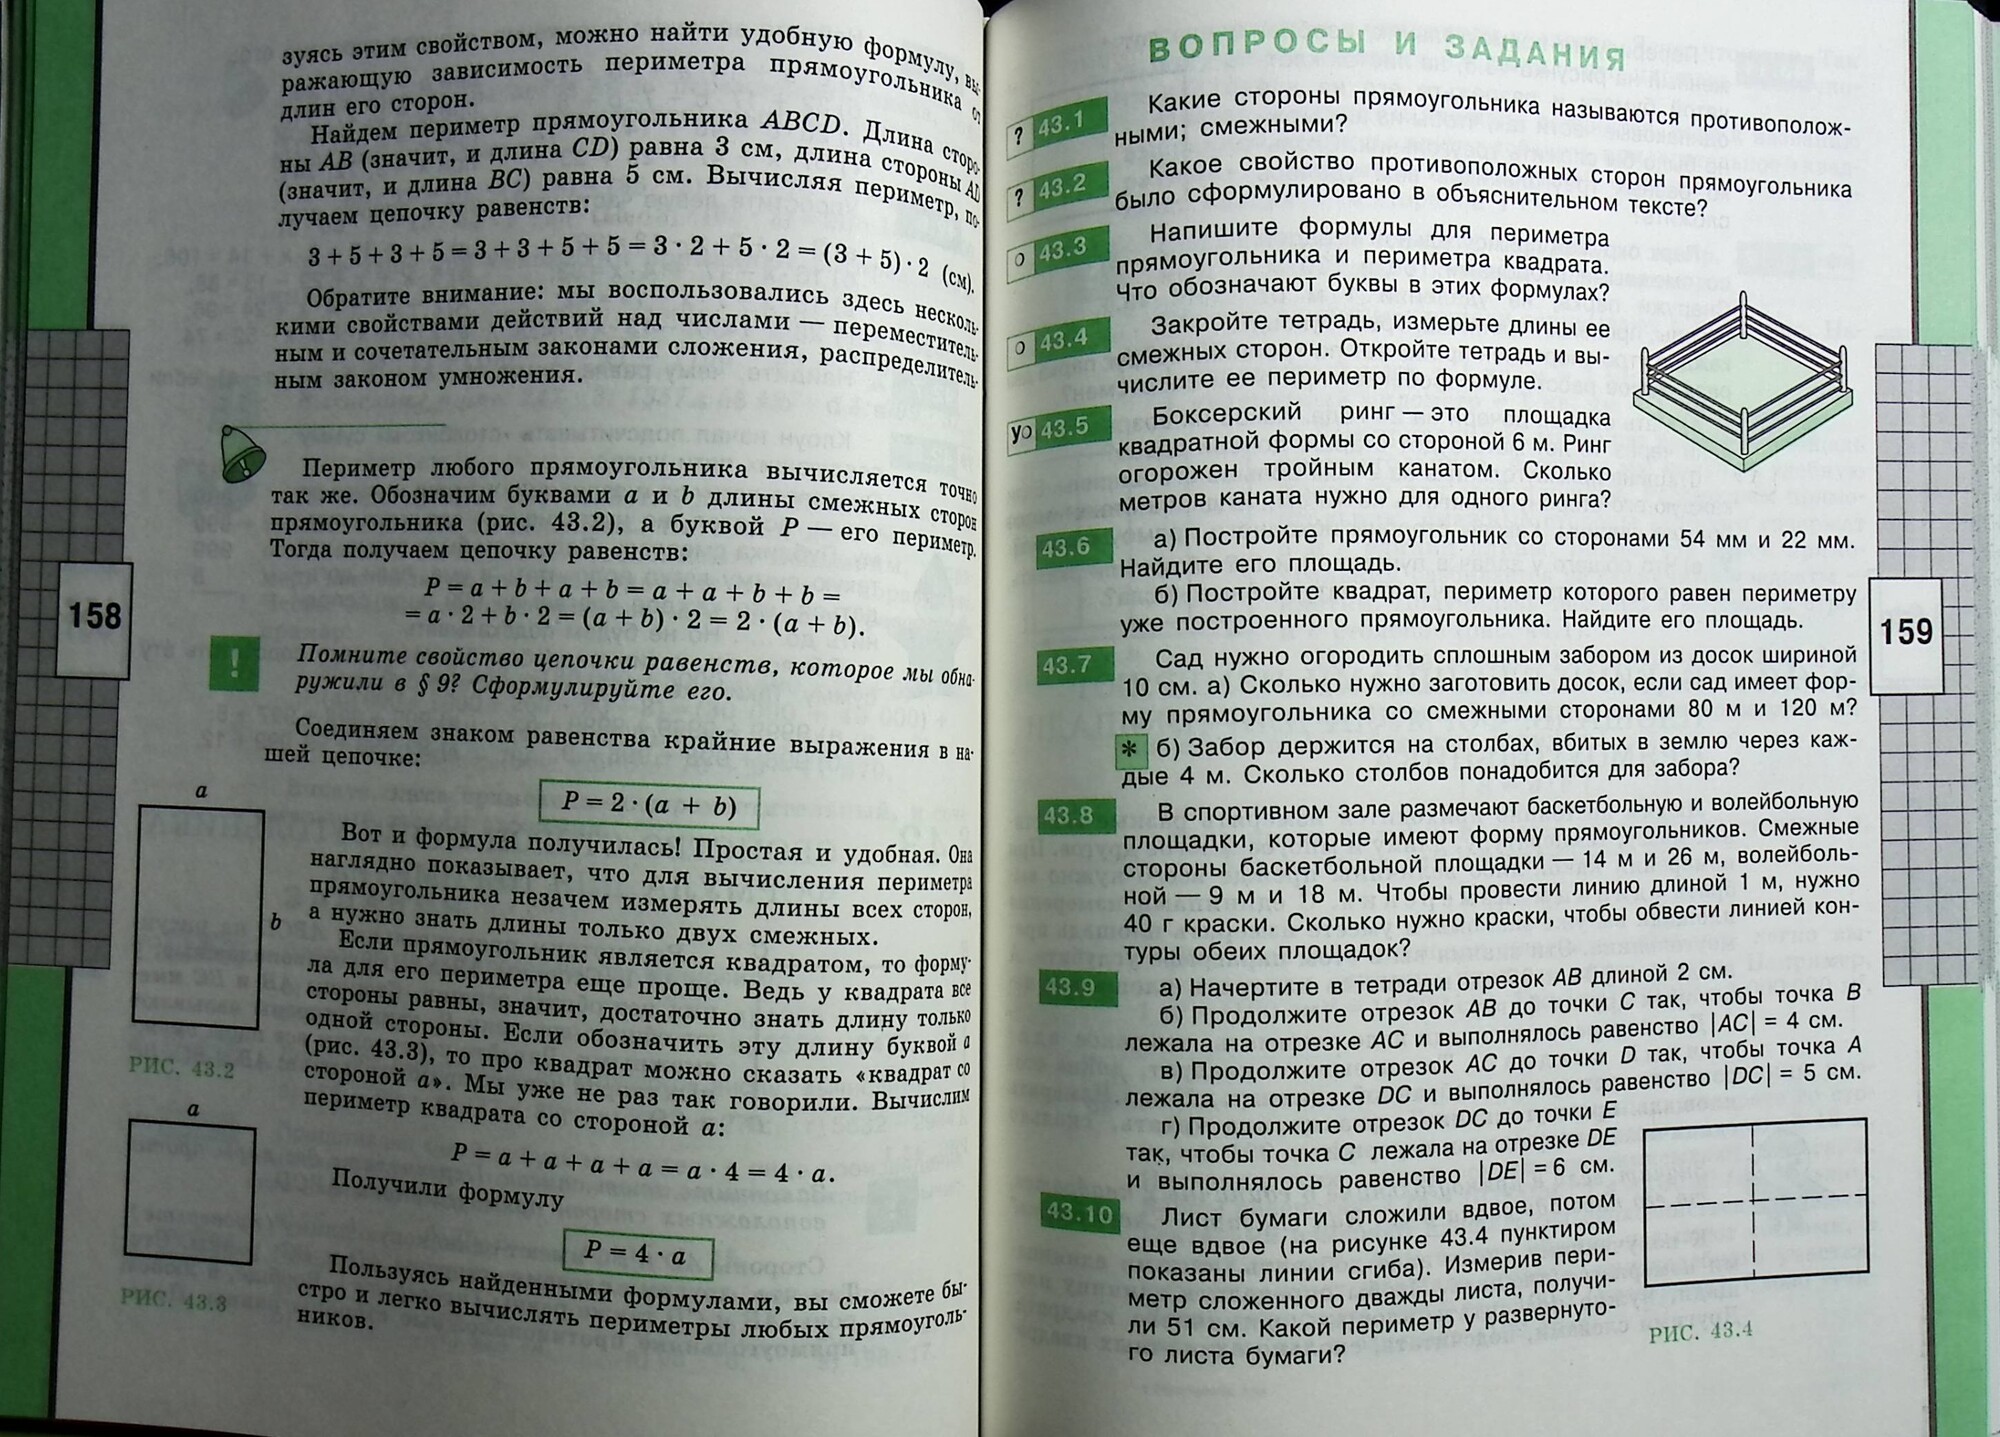 зуясь этим свойством, можно найти удобную формулу, вы-
ражающую зависимость периметра прямоугольника от
длин его сторон.
Найдем периметр прямоугольника ABCD. Длина сторо-
ны AB (значит, и длина CD) равна 3 см, длина стороны AD
(значит, и длина BC) равна 5 см. Вычисляя периметр, по-
лучаем цепочку равенств:
3 + 5 + 3 + 5 = 3 + 3 + 5 + 5 = 3 · 2 + 5 · 2 = (3 + 5) · 2 (см).
Обратите внимание: мы воспользовались здесь несколь-
кими свойствами действий над числами — переместитель-
ным и сочетательным законами сложения, распределитель-
ным законом умножения.
Периметр любого прямоугольника вычисляется точно
так же. Обозначим буквами a и b длины смежных сторон
прямоугольника (рис. 43.2), а буквой P — его периметр.
Тогда получаем цепочку равенств:
P = a + b + a + b = a + a + b + b =
= a · 2 + b · 2 = (a + b) · 2 = 2 · (a + b).
158
! Помните свойство цепочки равенств, которое мы обна-
ружили в § 9? Сформулируйте его.
Соединяем знаком равенства крайние выражения в на-
шей цепочке:
P = 2 · (a + b)
a
b
РИС. 43.2
Вот и формула получилась! Простая и удобная. Она
наглядно показывает, что для вычисления периметра
прямоугольника незачем измерять длины всех сторон,
а нужно знать длины только двух смежных.
Если прямоугольник является квадратом, то форму-
ла для его периметра еще проще. Ведь у квадрата все
стороны равны, значит, достаточно знать длину только
одной стороны. Если обозначить эту длину буквой a
(рис. 43.3), то про квадрат можно сказать «квадрат со
стороной a». Мы уже не раз так говорили. Вычислим
периметр квадрата со стороной a:
a
РИС. 43.3
P = a + a + a + a = a · 4 = 4 · a.
Получили формулу
P = 4 · a
Пользуясь найденными формулами, вы сможете бы-
стро и легко вычислять периметры любых прямоуголь-
ников.
ВОПРОСЫ И ЗАДАНИЯ
? 43.1 Какие стороны прямоугольника называются противополож-
ными; смежными?
? 43.2 Какое свойство противоположных сторон прямоугольника
было сформулировано в объяснительном тексте?
О 43.3 Напишите формулы для периметра
прямоугольника и периметра квадрата.
Что обозначают буквы в этих формулах?
О 43.4 Закройте тетрадь, измерьте длины ее
смежных сторон. Откройте тетрадь и вы-
числите ее периметр по формуле.
УО 43.5 Боксерский ринг — это площадка
квадратной формы со стороной 6 м. Ринг
огорожен тройным канатом. Сколько
метров каната нужно для одного ринга?
43.6 а) Постройте прямоугольник со сторонами 54 мм и 22 мм.
Найдите его площадь.
б) Постройте квадрат, периметр которого равен периметру
уже построенного прямоугольника. Найдите его площадь.
159
43.7 Сад нужно огородить сплошным забором из досок шириной
10 см. а) Сколько нужно заготовить досок, если сад имеет фор-
му прямоугольника со смежными сторонами 80 м и 120 м?
* б) Забор держится на столбах, вбитых в землю через каж-
дые 4 м. Сколько столбов понадобится для забора?
43.8 В спортивном зале размечают баскетбольную и волейбольную
площадки, которые имеют форму прямоугольников. Смежные
стороны баскетбольной площадки — 14 м и 26 м, волейболь-
ной — 9 м и 18 м. Чтобы провести линию длиной 1 м, нужно
40 г краски. Сколько нужно краски, чтобы обвести линией кон-
туры обеих площадок?
43.9 а) Начертите в тетради отрезок AB длиной 2 см.
б) Продолжите отрезок AB до точки C так, чтобы точка B
лежала на отрезке AC и выполнялось равенство |AC| = 4 см.
в) Продолжите отрезок AC до точки D так, чтобы точка A
лежала на отрезке DC и выполнялось равенство |DC| = 5 см.
г) Продолжите отрезок DC до точки E
так, чтобы точка C лежала на отрезке DE
и выполнялось равенство |DE| = 6 см.
43.10 Лист бумаги сложили вдвое, потом
еще вдвое (на рисунке 43.4 пунктиром
показаны линии сгиба). Измерив пери-
метр сложенного дважды листа, получи-
ли 51 см. Какой периметр у развернуто-
го листа бумаги?
РИС. 43.4